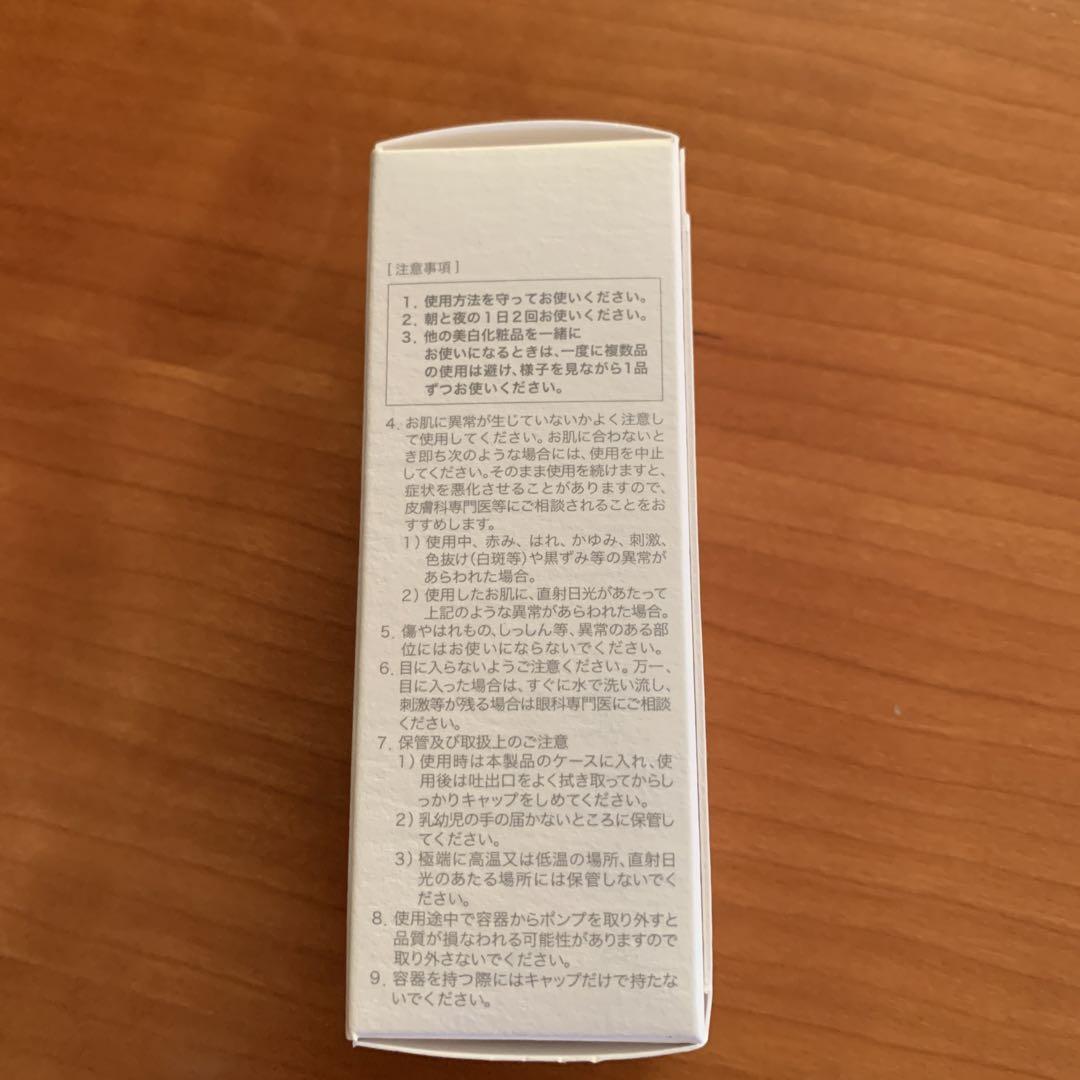 [注意事項]
1. 使用方法を守ってお使いください。
2. 朝と夜の1日2回お使いください。
3. 他の美白化粧品を一緒に
お使いになるときは、一度に複数品
の使用は避け、様子を見ながら1品
ずつお使いください。
4. お肌に異常が生じていないかよく注意し
て使用してください。お肌に合わないと
き即ち次のような場合には、使用を中止
してください。そのまま使用を続けますと、
症状を悪化させることがありますので、
皮膚科専門医等にご相談されることをお
すすめします。
1) 使用中、赤み、はれ、かゆみ、刺激、
色抜け(白斑等)や黒ずみ等の異常が
あらわれた場合。
2) 使用したお肌に、直射日光があたって
上記のような異常があらわれた場合。
5. 傷やはれもの、しっしん等、異常のある部
位にはお使いにならないでください。
6. 目に入らないようご注意ください。万一、
目に入った場合は、すぐに水で洗い流し、
刺激等が残る場合は眼科専門医にご相談
ください。
7. 保管及び取扱上のご注意
1) 使用時は本製品のケースに入れ、使
用後は吐出口をよく拭き取ってからし
っかりキャップをしめてください。
2) 乳幼児の手の届かないところに保管し
てください。
3) 極端に高温又は低温の場所、直射日
光のあたる場所には保管しないでく
ださい。
8. 使用途中で容器からポンプを取り外すと
品質が損なわれる可能性がありますので
取り外さないでください。
9. 容器を持つ際にはキャップだけで持たな
いでください。